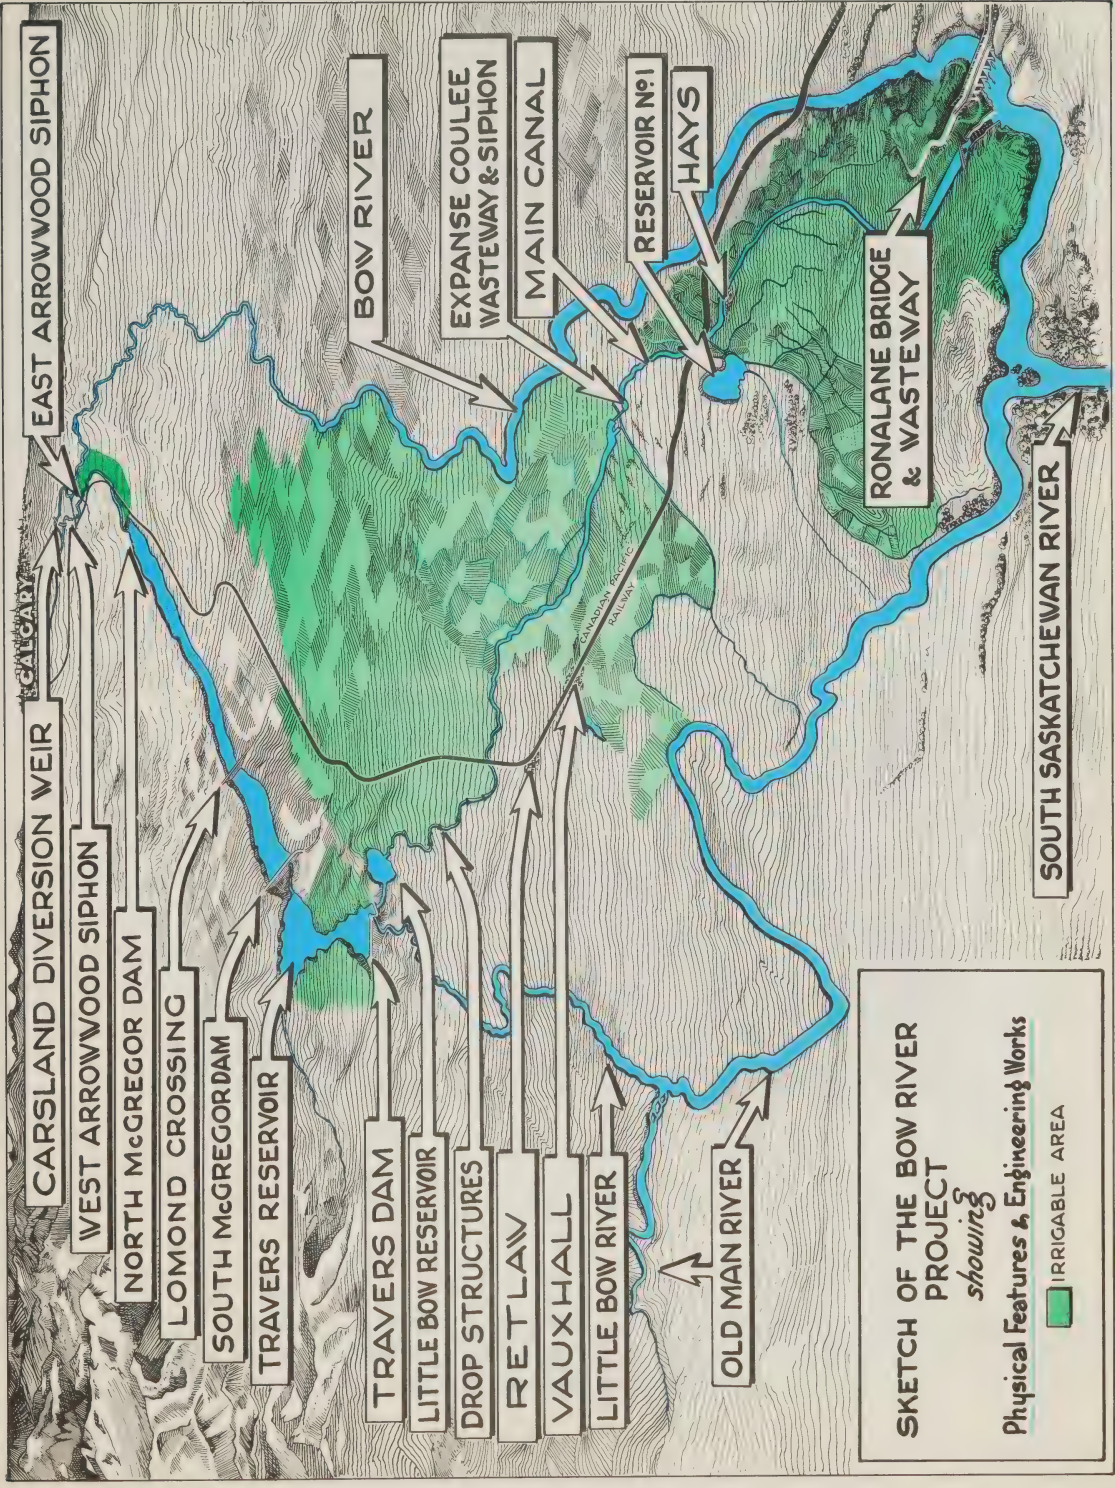 CARSLAND DIVERSION WEIR
WEST ARROWWOOD SIPHON
NORTH McGREGOR DAM
LOMOND CROSSING
SOUTH McGREGOR DAM
TRAVERS RESERVOIR
TRAVERS DAM
LITTLE BOW RESERVOIR
DROP STRUCTURES
RETLAW
VAUXHALL
LITTLE BOW RIVER
OLD MAN RIVER
CALGARY
EAST ARROWWOOD SIPHON
BOW RIVER
EXPANSE COULEE
WASTEWAY & SIPHON
MAIN CANAL
RESERVOIR No 1
HAYS
RONALANE BRIDGE
& WASTEWAY
SOUTH SASKATCHEWAN RIVER
CANADIAN PACIFIC
RAILWAY
SKETCH OF THE BOW RIVER
PROJECT
showing
Physical Features & Engineering Works
IRRIGABLE AREA